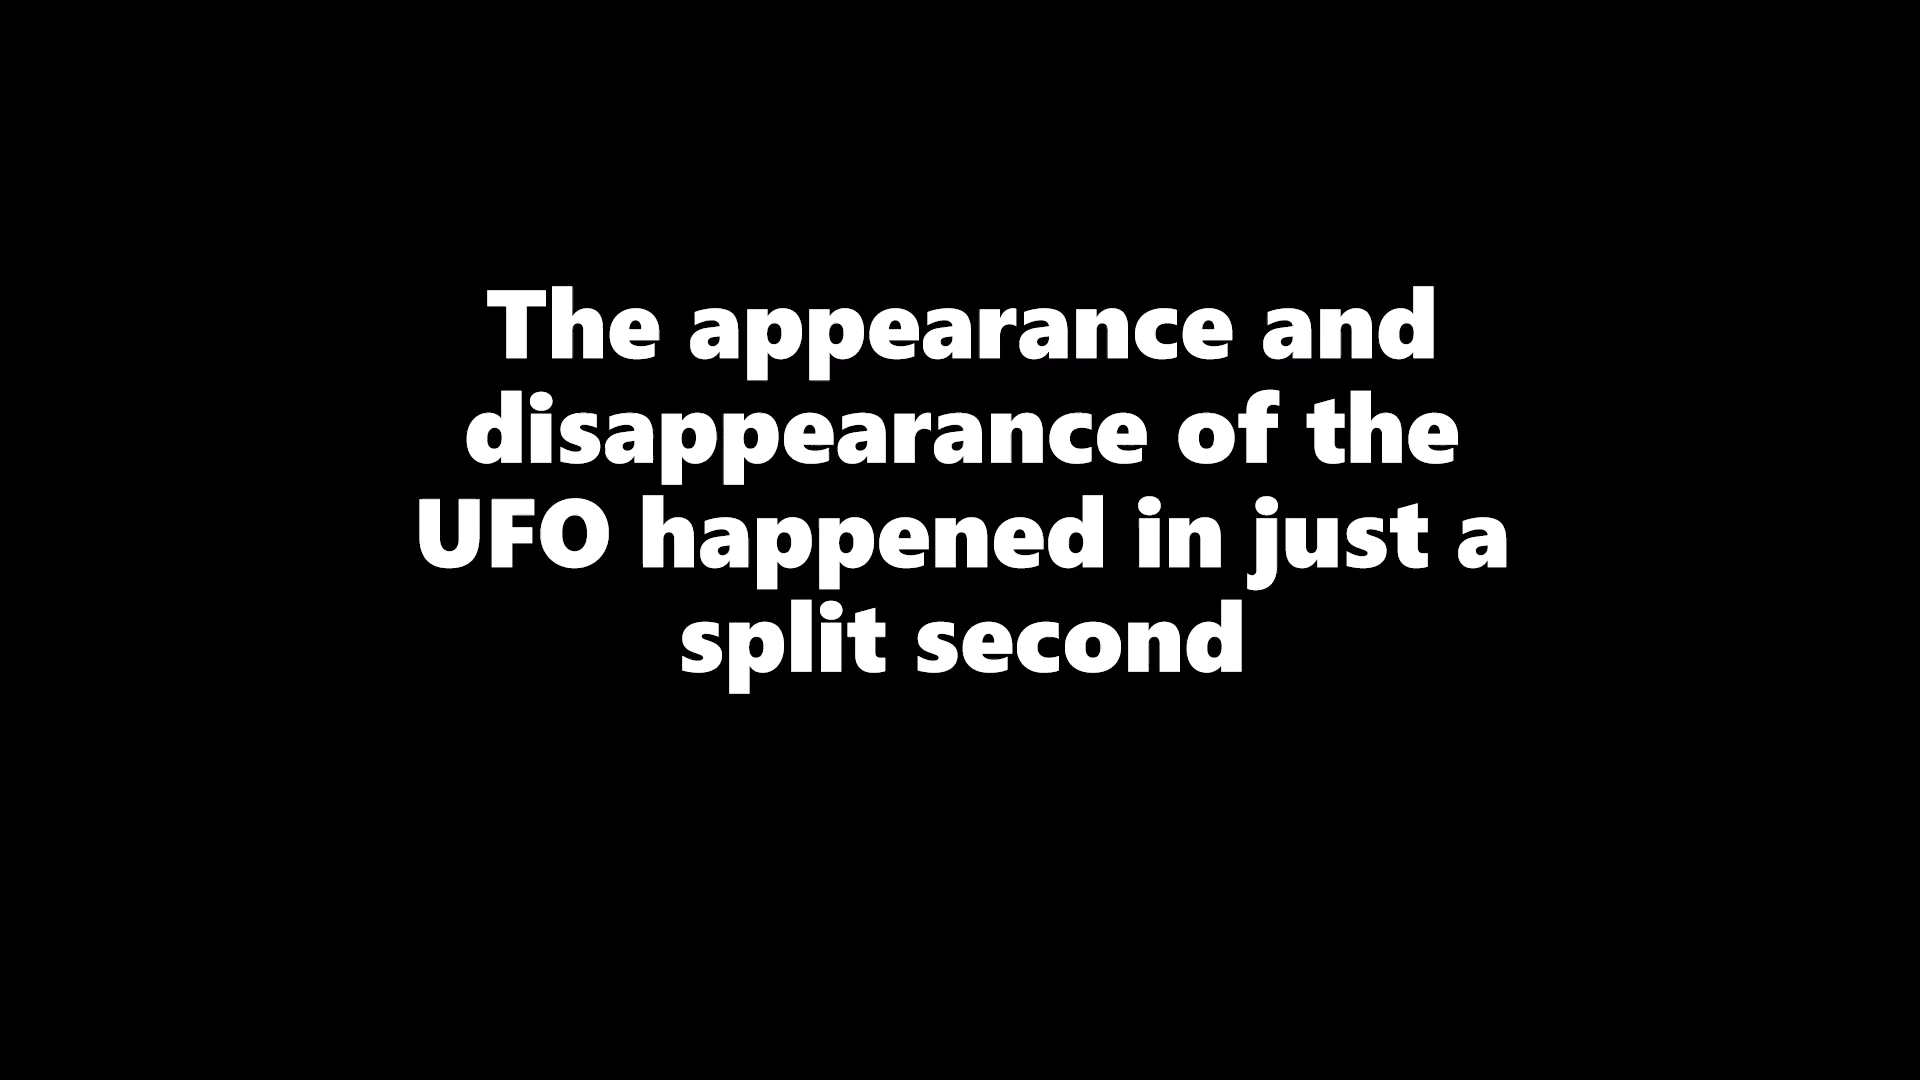 The appearance and
disappearance of the
UFO happened in just a
split second